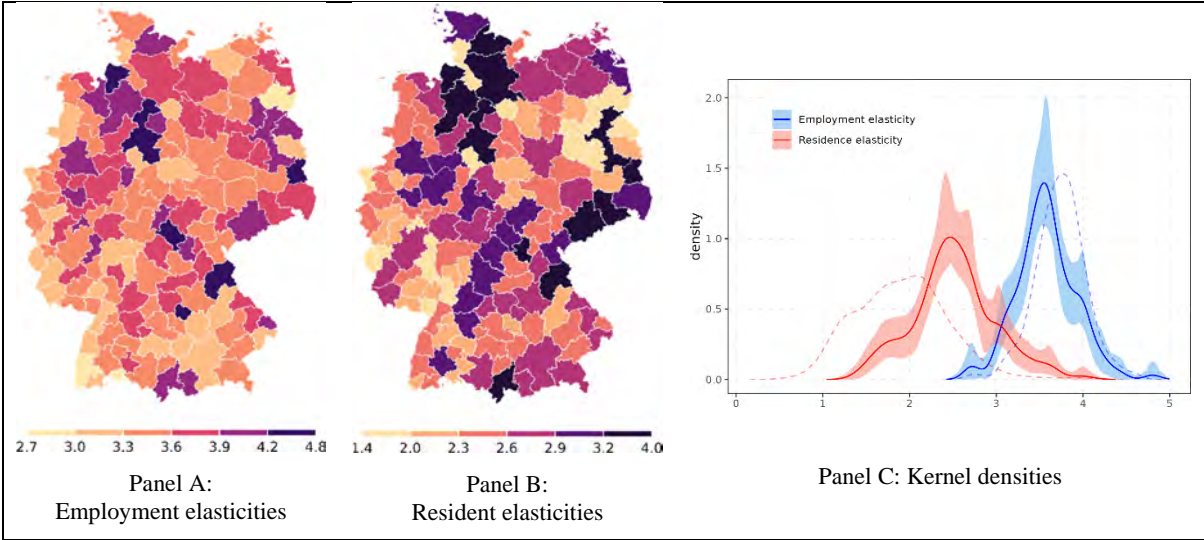 2.7 3.0 3.3 3.6 3.9 4.2 4.8
Panel A:
Employment elasticities
1.4 2.0 2.3 2.6 2.9 3.2 4.0
Panel B:
Resident elasticities
Employment elasticity
Residence elasticity
density
2.0
1.5
1.0
0.5
0.0
0 1 2 3 4 5
Panel C: Kernel densities